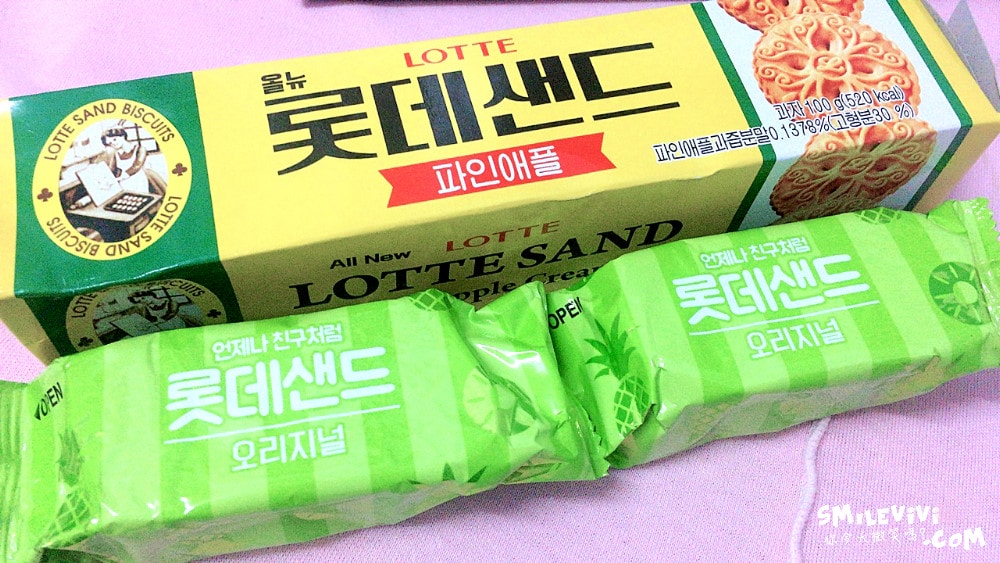 LOTTE
올뉴
롯데샌드
파인애플
과자 100 g(520 kcal)
파인애플과즙분말0.1378%(고형분30 %)
LOTTE SAND BISCUITS
LOTTE SAND BISCUITS
All New
LOTTE
LOTTE SAND
LOTTE SAND BISCUITS
OPEN
언제나 친구처럼
롯데샌드
오리지널
OPEN
언제나 친구처럼
롯데샌드
오리지널
SMILEVIVI
.COM